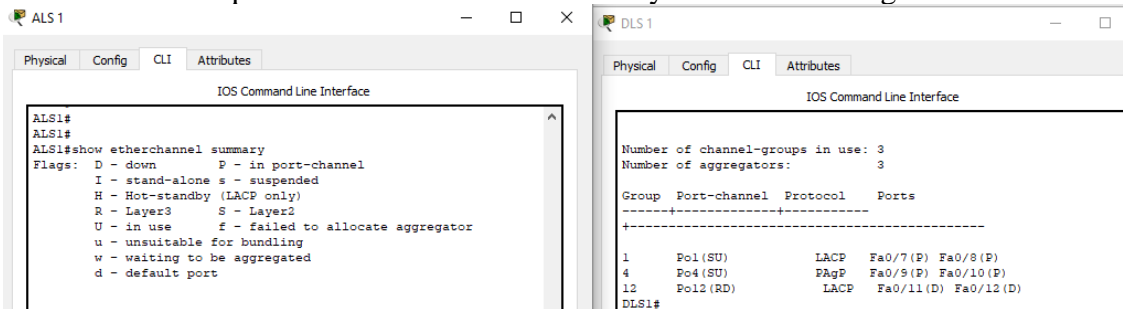 ALS 1
Physical Config CLI Attributes
IOS Command Line Interface
ALS1#
ALS1#
ALS1#show etherchannel summary
Flags:  D - down        P - in port-channel
        I - stand-alone s - suspended
        H - Hot-standby (LACP only)
        R - Layer3      S - Layer2
        U - in use      f - failed to allocate aggregator
        u - unsuitable for bundling
        w - waiting to be aggregated
        d - default port
DLS 1
Physical Config CLI Attributes
IOS Command Line Interface
Number of channel-groups in use: 3
Number of aggregators:           3
Group  Port-channel  Protocol    Ports
------+-------------+-----------
+----------------------------------------------
1      Po1(SU)           LACP   Fa0/7(P) Fa0/8(P)
4      Po4(SU)           PAgP   Fa0/9(P) Fa0/10(P)
12     Po12(RD)           LACP   Fa0/11(D) Fa0/12(D)
DLS1#